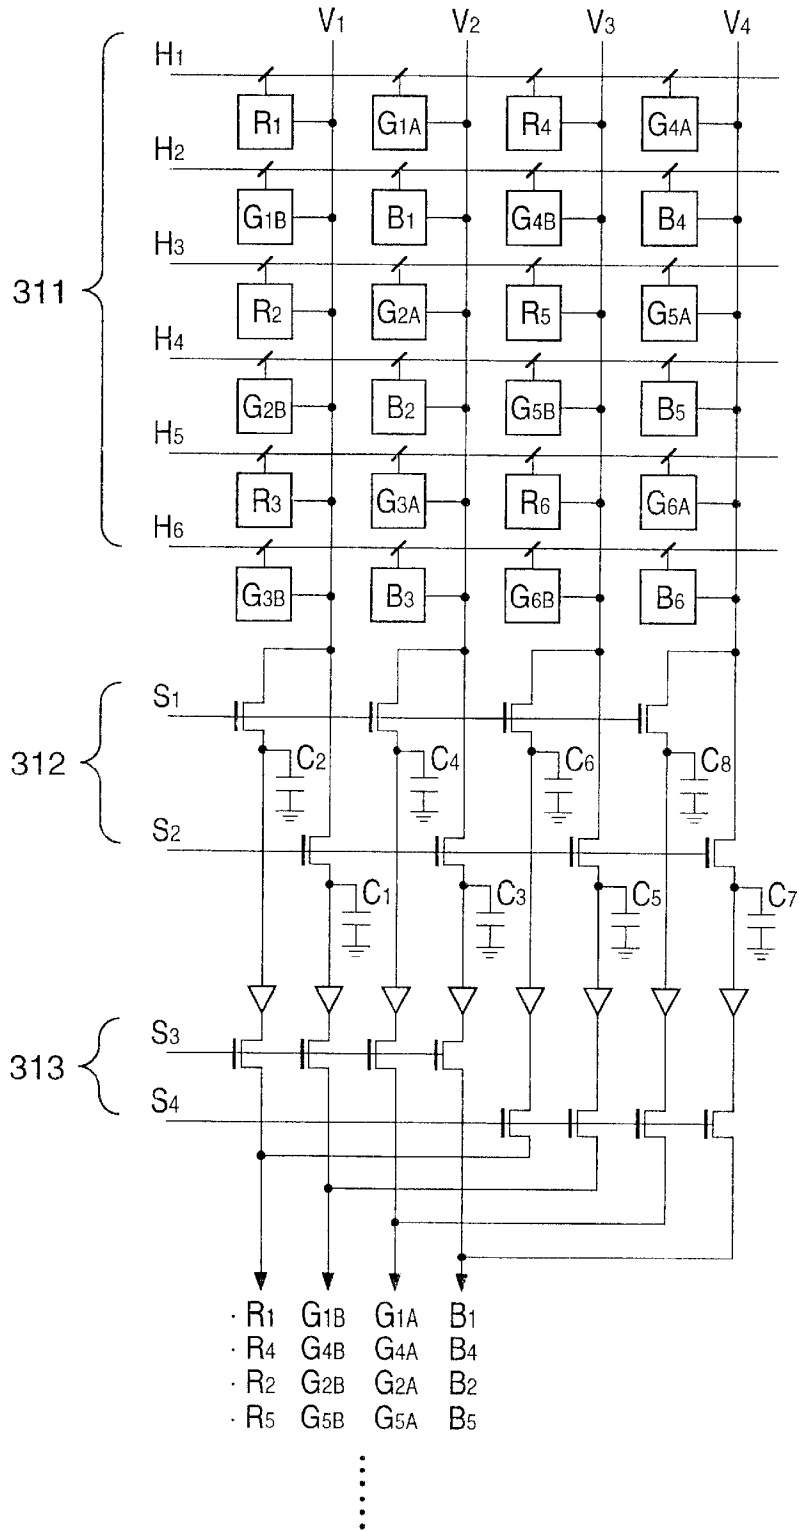 V1 V2 V3 V4
H1
R1 G1A R4 G4A
H2
G1B B1 G4B B4
H3
311
R2 G2A R5 G5A
H4
G2B B2 G5B B5
H5
R3 G3A R6 G6A
H6
G3B B3 G6B B6
S1
312
C2 C4 C6 C8
S2
C1 C3 C5 C7
S3
313
S4
· R1 G1B G1A B1
· R4 G4B G4A B4
· R2 G2B G2A B2
· R5 G5B G5A B5